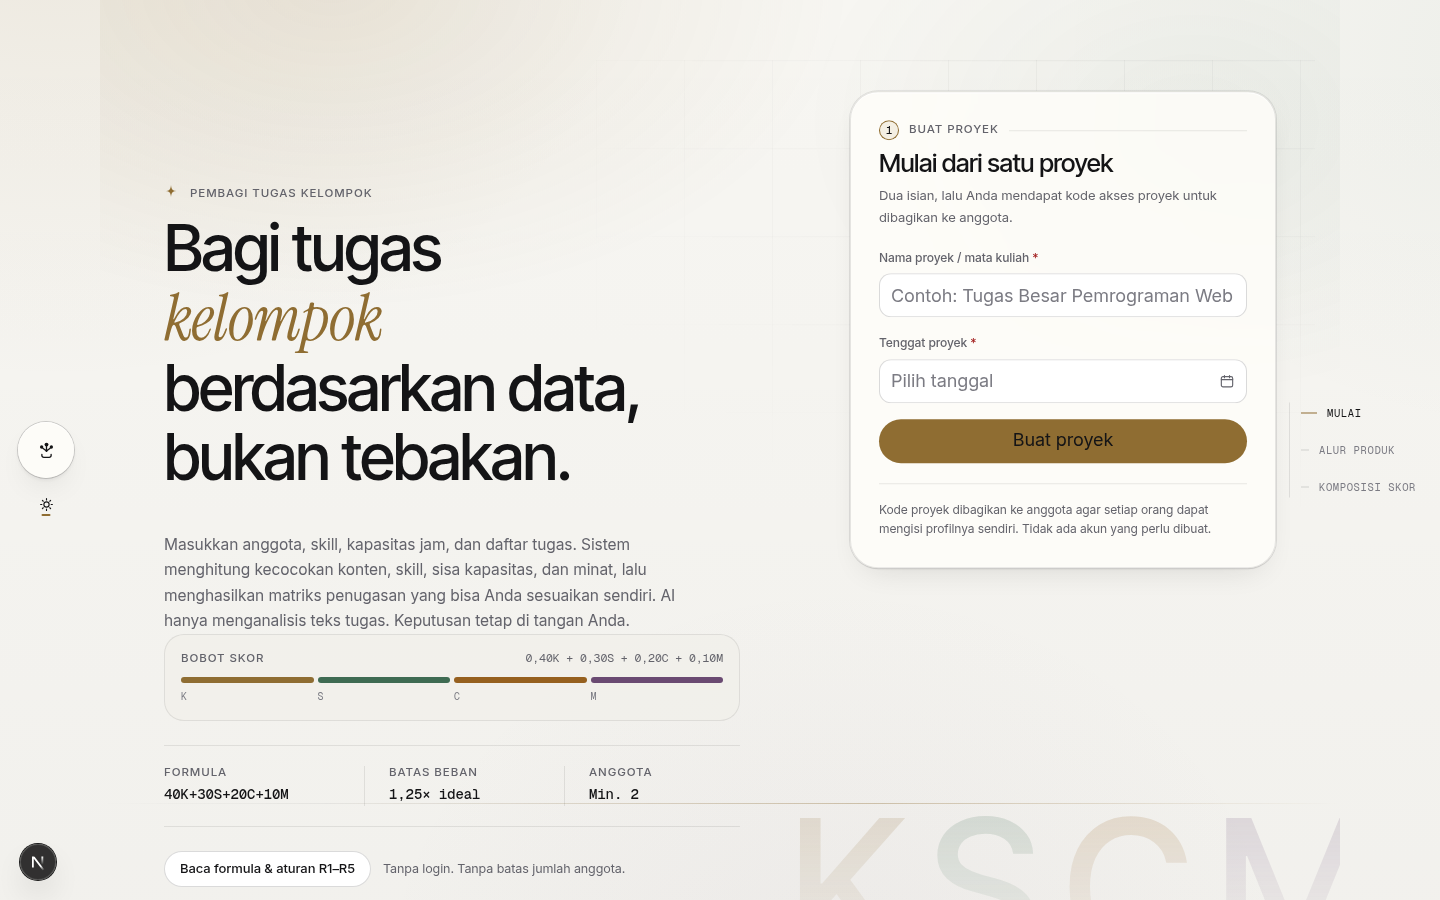 PEMBAGI TUGAS KELOMPOK
Bagi tugas
kelompok
berdasarkan data,
bukan tebakan.
Masukkan anggota, skill, kapasitas jam, dan daftar tugas. Sistem
menghitung kecocokan konten, skill, sisa kapasitas, dan minat, lalu
menghasilkan matriks penugasan yang bisa Anda sesuaikan sendiri. AI
hanya menganalisis teks tugas. Keputusan tetap di tangan Anda.
BOBOT SKOR
0,40K + 0,30S + 0,20C + 0,10M
K
S
C
M
FORMULA
40K+30S+20C+10M
BATAS BEBAN
1,25× ideal
ANGGOTA
Min. 2
Baca formula & aturan R1–R5
Tanpa login. Tanpa batas jumlah anggota.
1
BUAT PROYEK
Mulai dari satu proyek
Dua isian, lalu Anda mendapat kode akses proyek untuk
dibagikan ke anggota.
Nama proyek / mata kuliah *
Contoh: Tugas Besar Pemrograman Web
Tenggat proyek *
Pilih tanggal
Buat proyek
Kode proyek dibagikan ke anggota agar setiap orang dapat
mengisi profilnya sendiri. Tidak ada akun yang perlu dibuat.
MULAI
ALUR PRODUK
KOMPOSISI SKOR
KSCM
N